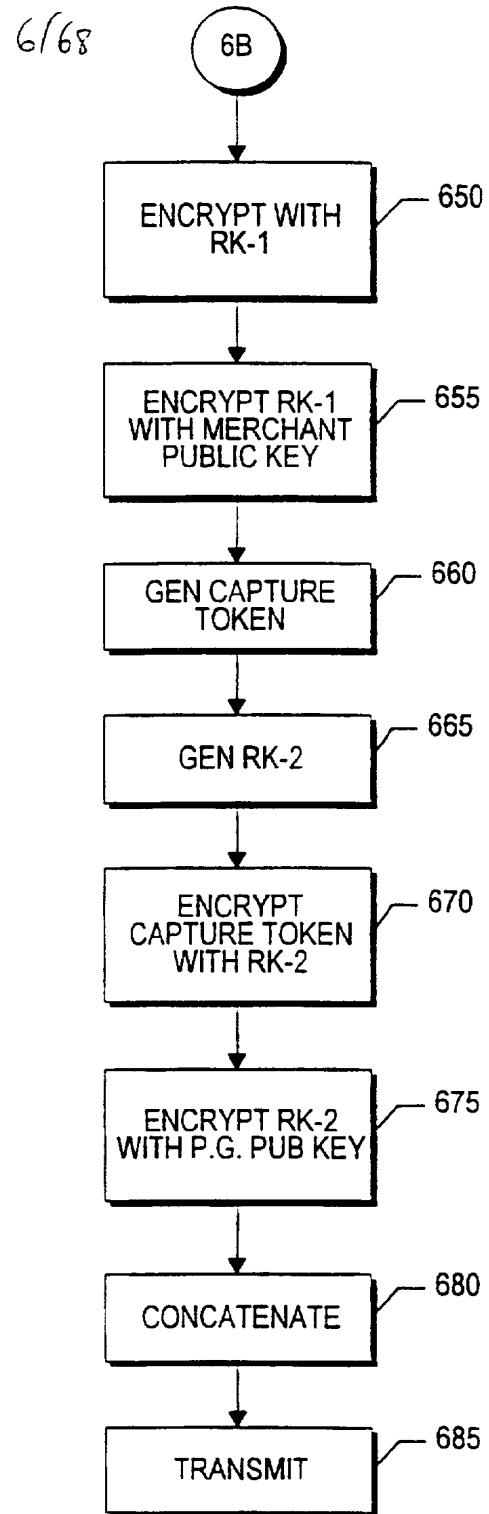 6/68
6B
650
ENCRYPT WITH
RK-1
655
ENCRYPT RK-1
WITH MERCHANT
PUBLIC KEY
660
GEN CAPTURE
TOKEN
665
GEN RK-2
670
ENCRYPT
CAPTURE TOKEN
WITH RK-2
675
ENCRYPT RK-2
WITH P.G. PUB KEY
680
CONCATENATE
685
TRANSMIT